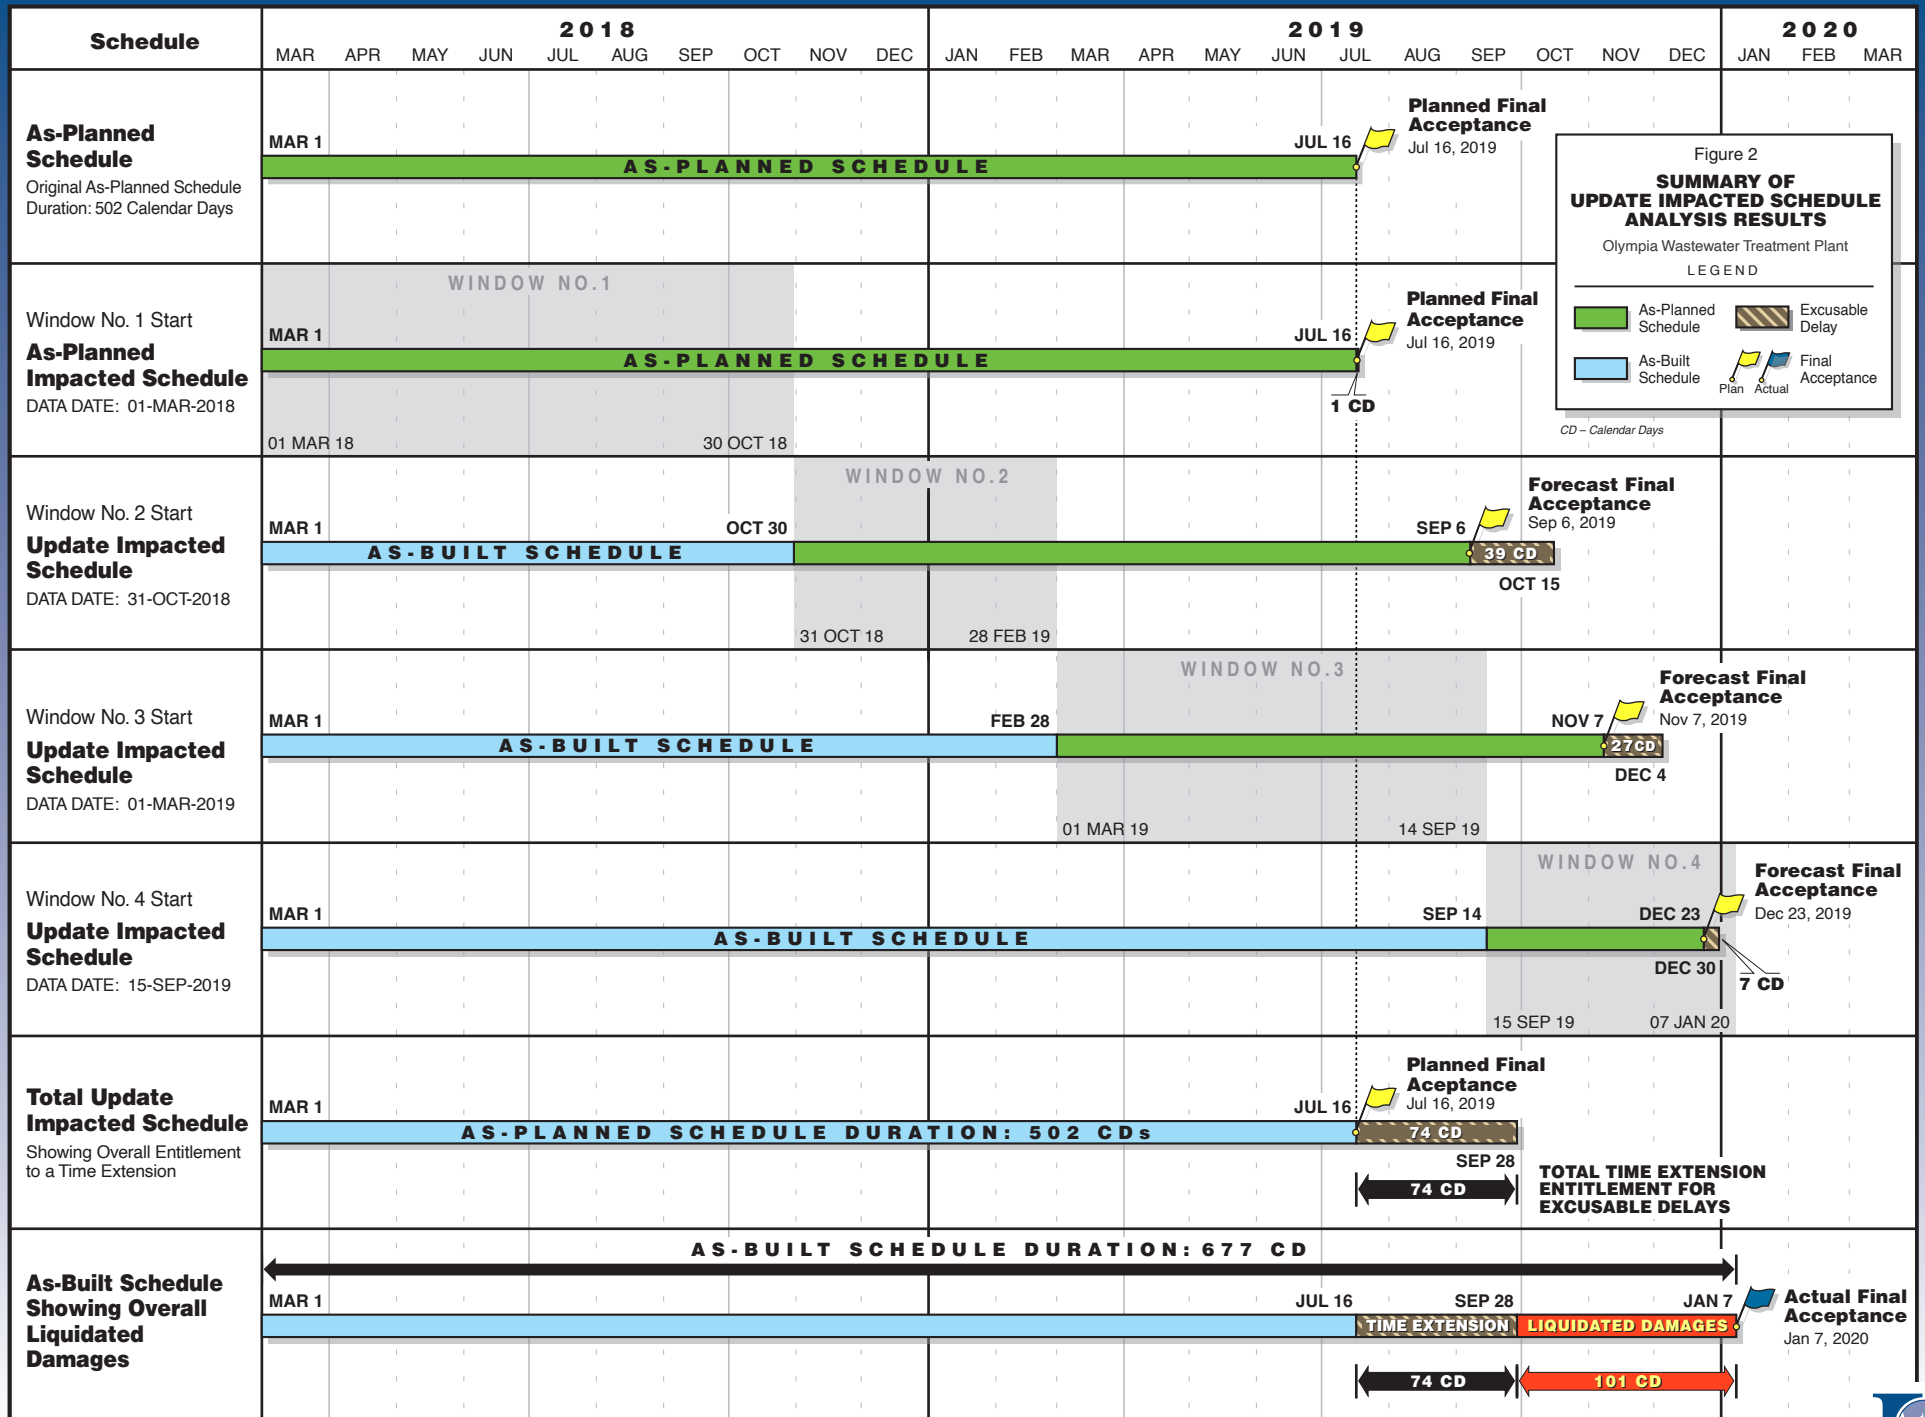 Schedule
2018
2019
2020
MAR APR MAY JUN JUL AUG SEP OCT NOV DEC JAN FEB MAR APR MAY JUN JUL AUG SEP OCT NOV DEC JAN FEB MAR
As-Planned
Schedule
Original As-Planned Schedule
Duration: 502 Calendar Days
MAR 1
JUL 16
AS-PLANNED SCHEDULE
Planned Final
Acceptance
Jul 16, 2019
Figure 2
SUMMARY OF
UPDATE IMPACTED SCHEDULE
ANALYSIS RESULTS
Olympia Wastewater Treatment Plant
LEGEND
As-Planned
Schedule
Excusable
Delay
As-Built
Schedule
Plan
Actual
Final
Acceptance
CD – Calendar Days
Window No. 1 Start
As-Planned
Impacted Schedule
DATA DATE: 01-MAR-2018
WINDOW NO.1
MAR 1
JUL 16
AS-PLANNED SCHEDULE
Planned Final
Acceptance
Jul 16, 2019
1 CD
01 MAR 18
30 OCT 18
Window No. 2 Start
Update Impacted
Schedule
DATA DATE: 31-OCT-2018
WINDOW NO.2
MAR 1
OCT 30
SEP 6
AS-BUILT SCHEDULE
39 CD
OCT 15
Forecast Final
Acceptance
Sep 6, 2019
31 OCT 18
28 FEB 19
Window No. 3 Start
Update Impacted
Schedule
DATA DATE: 01-MAR-2019
WINDOW NO.3
MAR 1
FEB 28
NOV 7
AS-BUILT SCHEDULE
27CD
DEC 4
Forecast Final
Acceptance
Nov 7, 2019
01 MAR 19
14 SEP 19
Window No. 4 Start
Update Impacted
Schedule
DATA DATE: 15-SEP-2019
WINDOW NO.4
MAR 1
SEP 14
DEC 23
AS-BUILT SCHEDULE
DEC 30
7 CD
Forecast Final
Acceptance
Dec 23, 2019
15 SEP 19
07 JAN 20
Total Update
Impacted Schedule
Showing Overall Entitlement
to a Time Extension
MAR 1
JUL 16
AS-PLANNED SCHEDULE DURATION: 502 CDs
74 CD
SEP 28
Planned Final
Aceptance
Jul 16, 2019
74 CD
TOTAL TIME EXTENSION
ENTITLEMENT FOR
EXCUSABLE DELAYS
As-Built Schedule
Showing Overall
Liquidated
Damages
AS-BUILT SCHEDULE DURATION: 677 CD
MAR 1
JUL 16
SEP 28
JAN 7
TIME EXTENSION
LIQUIDATED DAMAGES
Actual Final
Acceptance
Jan 7, 2020
74 CD
101 CD